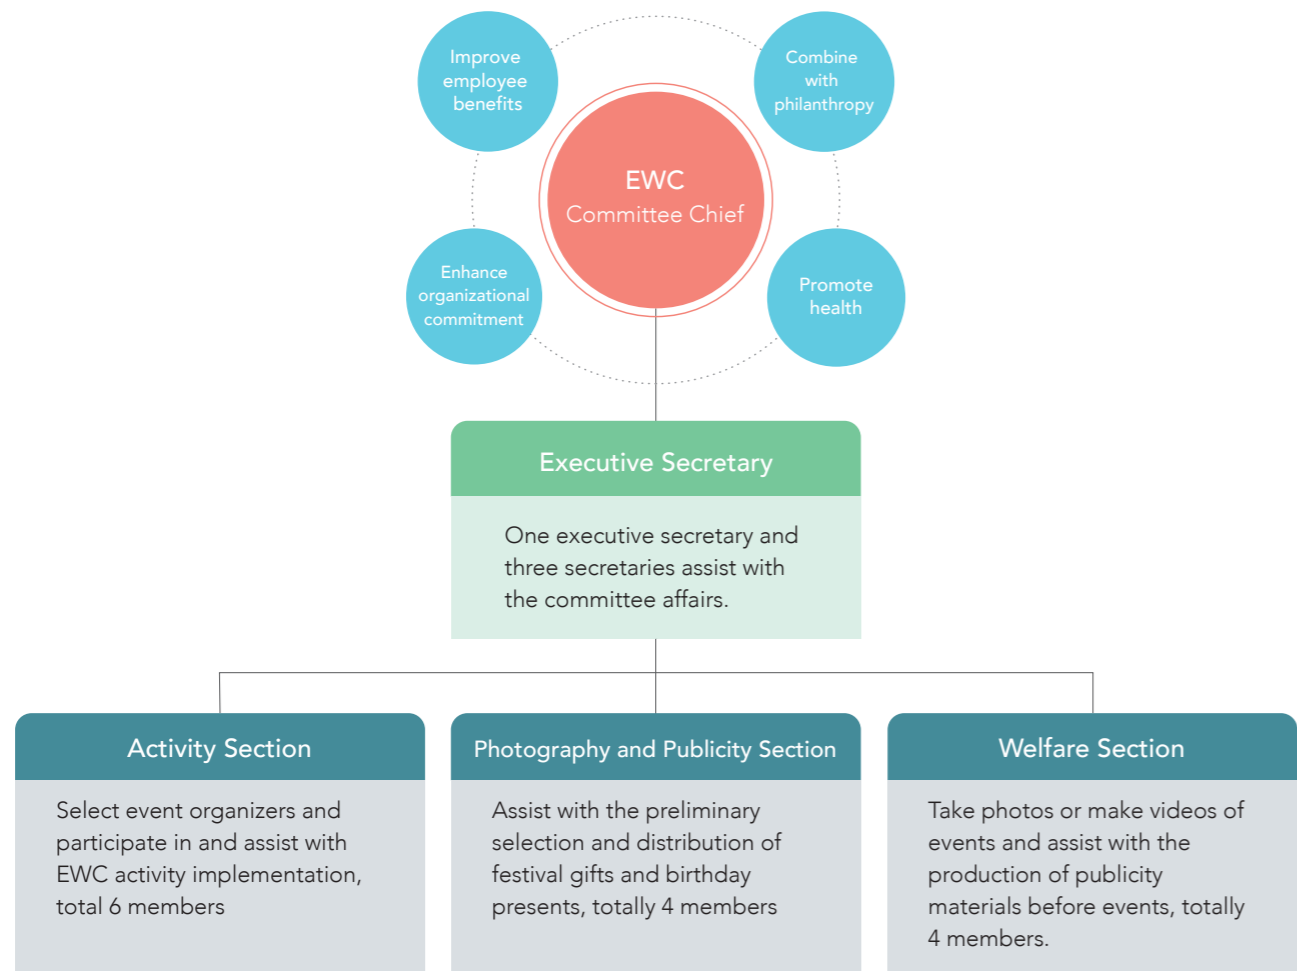 Improve
employee
benefits
Combine
with
philanthropy
EWC
Committee Chief
Enhance
organizational
commitment
Promote
health
Executive Secretary
One executive secretary and
three secretaries assist with
the committee affairs.
Activity Section
Select event organizers and
participate in and assist with
EWC activity implementation,
total 6 members
Photography and Publicity Section
Assist with the preliminary
selection and distribution of
festival gifts and birthday
presents, totally 4 members
Welfare Section
Take photos or make videos of
events and assist with the
production of publicity
materials before events, totally
4 members.